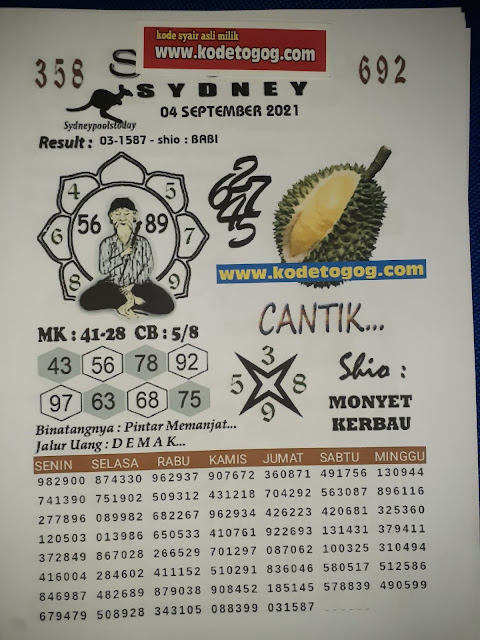 kode syair asli milik
www.kodetogog.com
358 692
SYDNEY
04 SEPTEMBER 2021
Sydneypoolstoday
Result : 03-1587 - shio : BABI
4 5
56 89
6 7
8 9
62
27
4
15
www.kodetogog.com
CANTIK...
MK : 41-28 CB : 5/8
43 56 78 92
97 63 68 75
3
5 8
9
Shio :
MONYET
KERBAU
Binatangnya : Pintar Memanjat...
Jalur Uang : D E M A K...
SENIN SELASA RABU KAMIS JUMAT SABTU MINGGU
982900 874330 962937 907672 360871 491756 130944
741390 751902 509312 431218 704292 563087 896116
277896 089982 682267 962934 426223 420681 325360
120503 013986 650533 410761 922693 131431 379411
372849 867028 266529 701297 087062 100325 310494
416004 284602 411152 510291 836046 580517 512586
846987 482689 879038 908452 185145 578839 490599
679479 508928 343105 088399 031587 ......